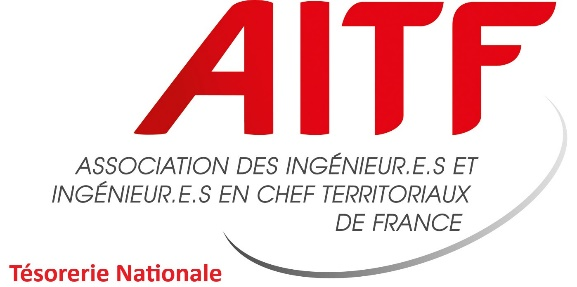 AITF
ASSOCIATION DES INGÉNIEUR.E.S ET
INGÉNIEUR.E.S EN CHEF TERRITORIAUX
DE FRANCE
Tésorerie Nationale